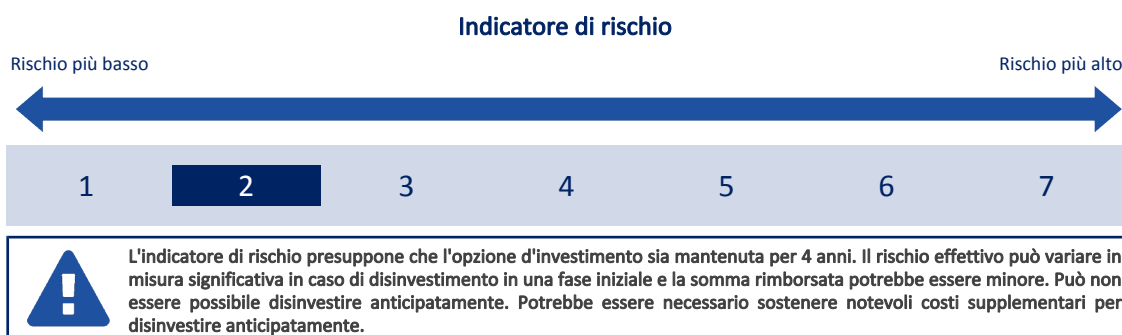 Indicatore di rischio
Rischio più basso
Rischio più alto
1 2 3 4 5 6 7
L'indicatore di rischio presuppone che l'opzione d'investimento sia mantenuta per 4 anni. Il rischio effettivo può variare in
misura significativa in caso di disinvestimento in una fase iniziale e la somma rimborsata potrebbe essere minore. Può non
essere possibile disinvestire anticipatamente. Potrebbe essere necessario sostenere notevoli costi supplementari per
disinvestire anticipatamente.